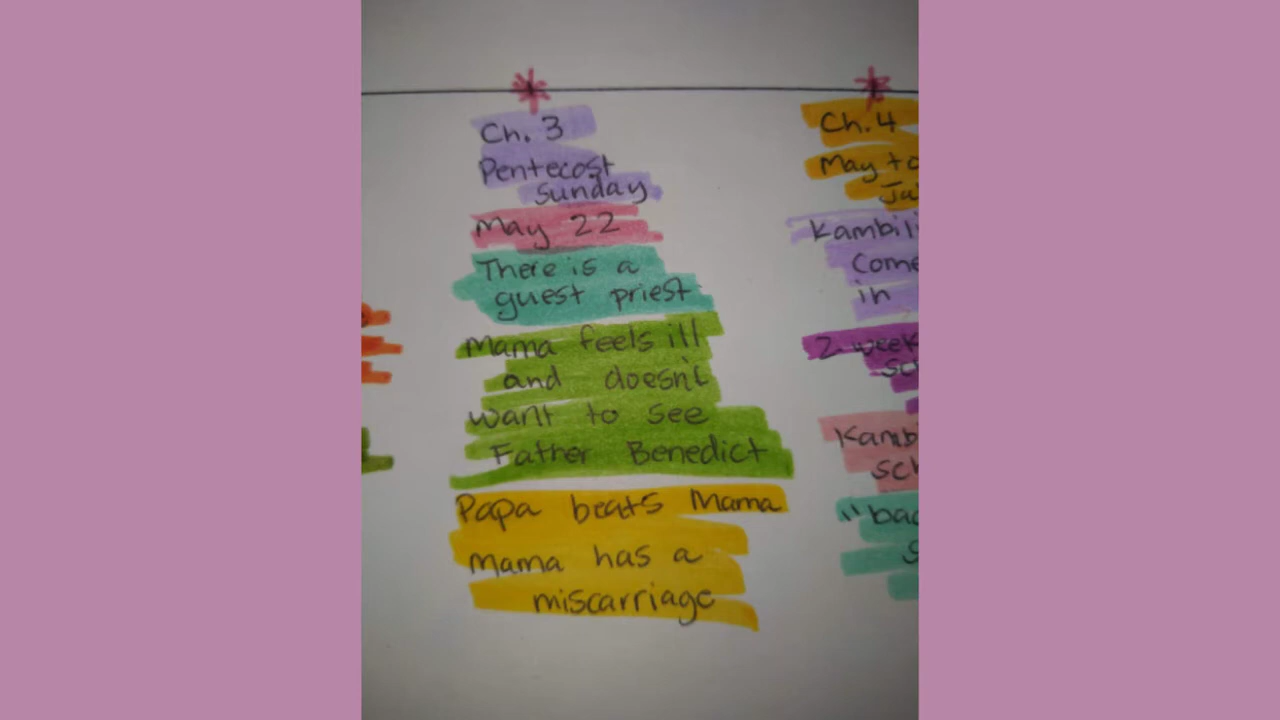 Ch. 3
Pentecost
Sunday
May 22
There is a
guest priest
Mama feels ill
and doesn't
want to see
Father Benedict
Papa beats Mama
Mama has a
miscarriage
Ch. 4
May to
Kambili
Come
in
2 week
"bad